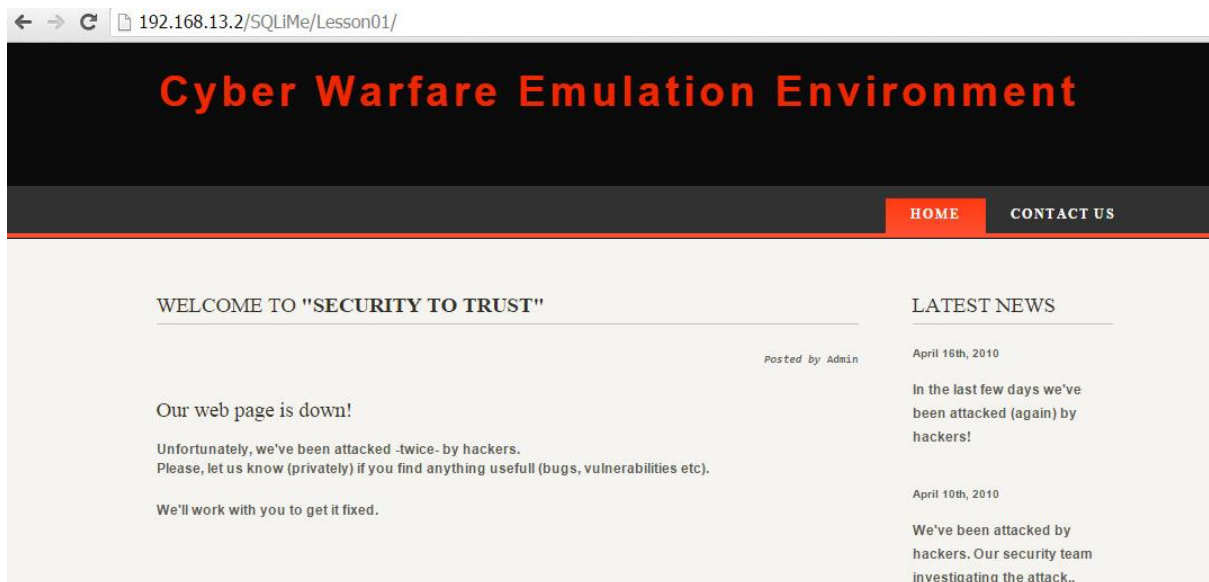 192.168.13.2/SQLiMe/Lesson01/
Cyber Warfare Emulation Environment
HOME
CONTACT US
WELCOME TO "SECURITY TO TRUST"
Posted by Admin
Our web page is down!
Unfortunately, we've been attacked -twice- by hackers.
Please, let us know (privately) if you find anything usefull (bugs, vulnerabilities etc).
We'll work with you to get it fixed.
LATEST NEWS
April 16th, 2010
In the last few days we've
been attacked (again) by
hackers!
April 10th, 2010
We've been attacked by
hackers. Our security team
investigating the attack..